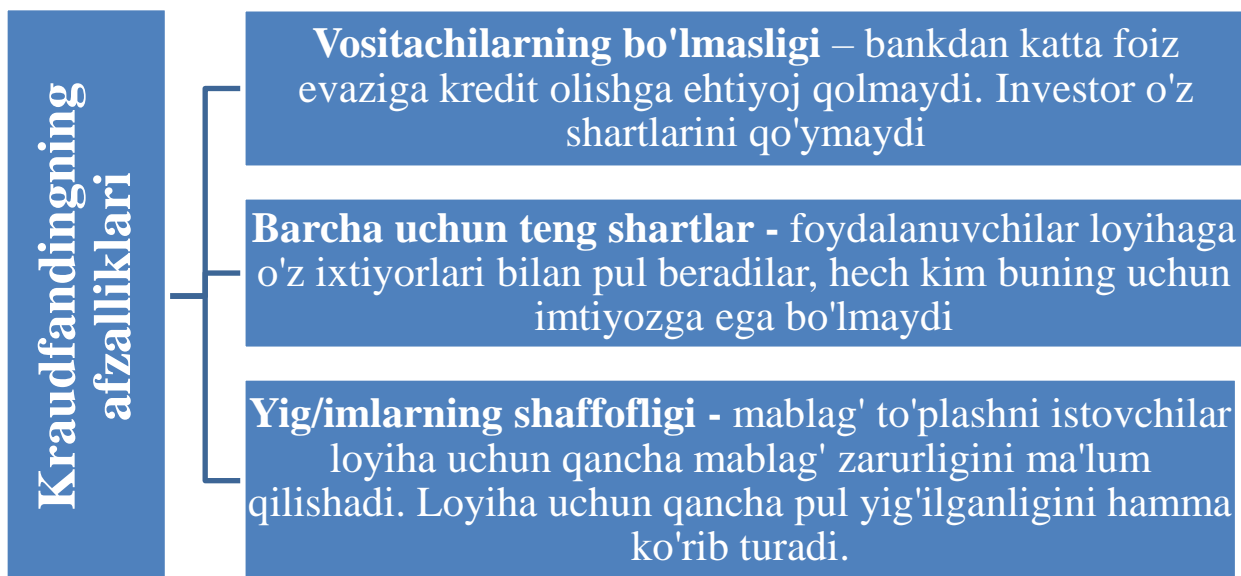 Kraudfandingning
afzalliklari
Vositachilarning bo'lmasligi – bankdan katta foiz
evaziga kredit olishga ehtiyoj qolmaydi. Investor o'z
shartlarini qo'ymaydi
Barcha uchun teng shartlar - foydalanuvchilar loyihaga
o'z ixtiyorlari bilan pul beradilar, hech kim buning uchun
imtiyozga ega bo'lmaydi
Yig/imlarning shaffofligi - mablag' to'plashni istovchilar
loyiha uchun qancha mablag' zarurligini ma'lum
qilishadi. Loyiha uchun qancha pul yig'ilganligini hamma
ko'rib turadi.